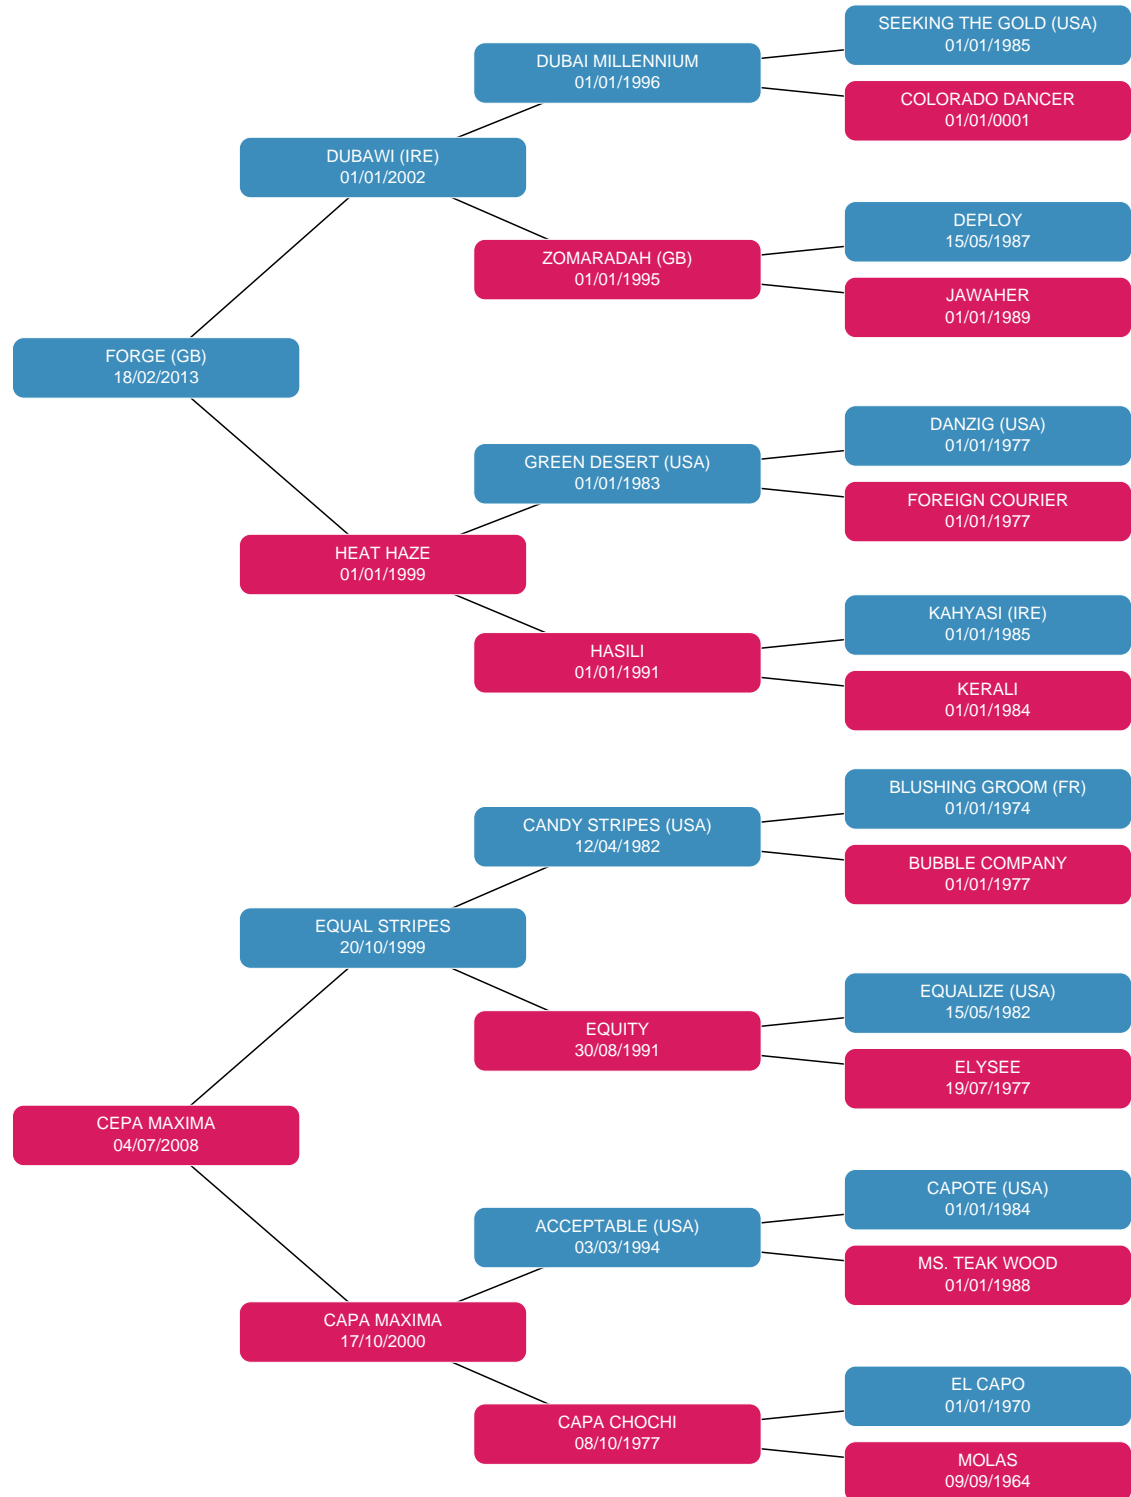 SEEKING THE GOLD (USA)
01/01/1985
DUBAI MILLENNIUM
01/01/1996
COLORADO DANCER
01/01/0001
DUBAWI (IRE)
01/01/2002
DEPLOY
15/05/1987
ZOMARADAH (GB)
01/01/1995
JAWAHER
01/01/1989
FORGE (GB)
18/02/2013
DANZIG (USA)
01/01/1977
GREEN DESERT (USA)
01/01/1983
FOREIGN COURIER
01/01/1977
HEAT HAZE
01/01/1999
KAHYASI (IRE)
01/01/1985
HASILI
01/01/1991
KERALI
01/01/1984
BLUSHING GROOM (FR)
01/01/1974
CANDY STRIPES (USA)
12/04/1982
BUBBLE COMPANY
01/01/1977
EQUAL STRIPES
20/10/1999
EQUALIZE (USA)
15/05/1982
EQUITY
30/08/1991
ELYSEE
19/07/1977
CEPA MAXIMA
04/07/2008
CAPOTE (USA)
01/01/1984
ACCEPTABLE (USA)
03/03/1994
MS. TEAK WOOD
01/01/1988
CAPA MAXIMA
17/10/2000
EL CAPO
01/01/1970
CAPA CHOCHI
08/10/1977
MOLAS
09/09/1964